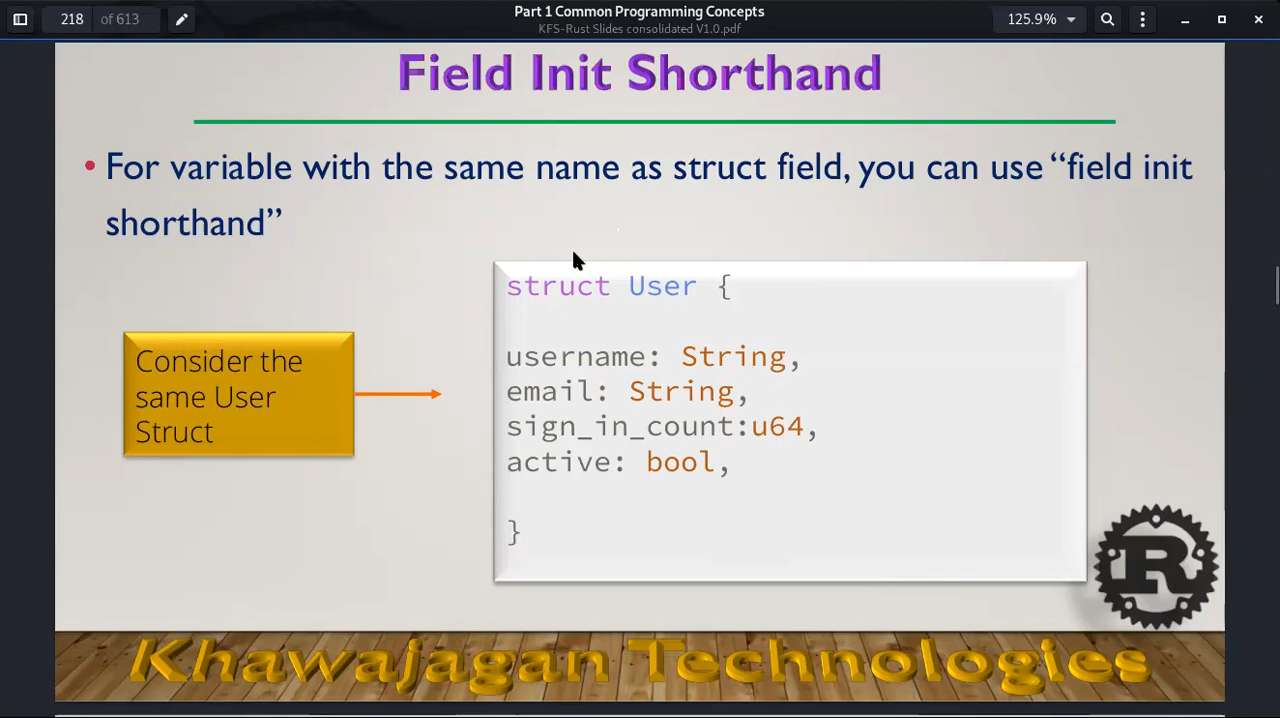 218 of 613
Part 1 Common Programming Concepts
KFS-Rust Slides consolidated V1.0.pdf
125.9%
Field Init Shorthand
• For variable with the same name as struct field, you can use “field init
shorthand”
Consider the
same User
Struct
struct User {
username: String,
email: String,
sign_in_count:u64,
active: bool,
}
R
Khawajagan Technologies